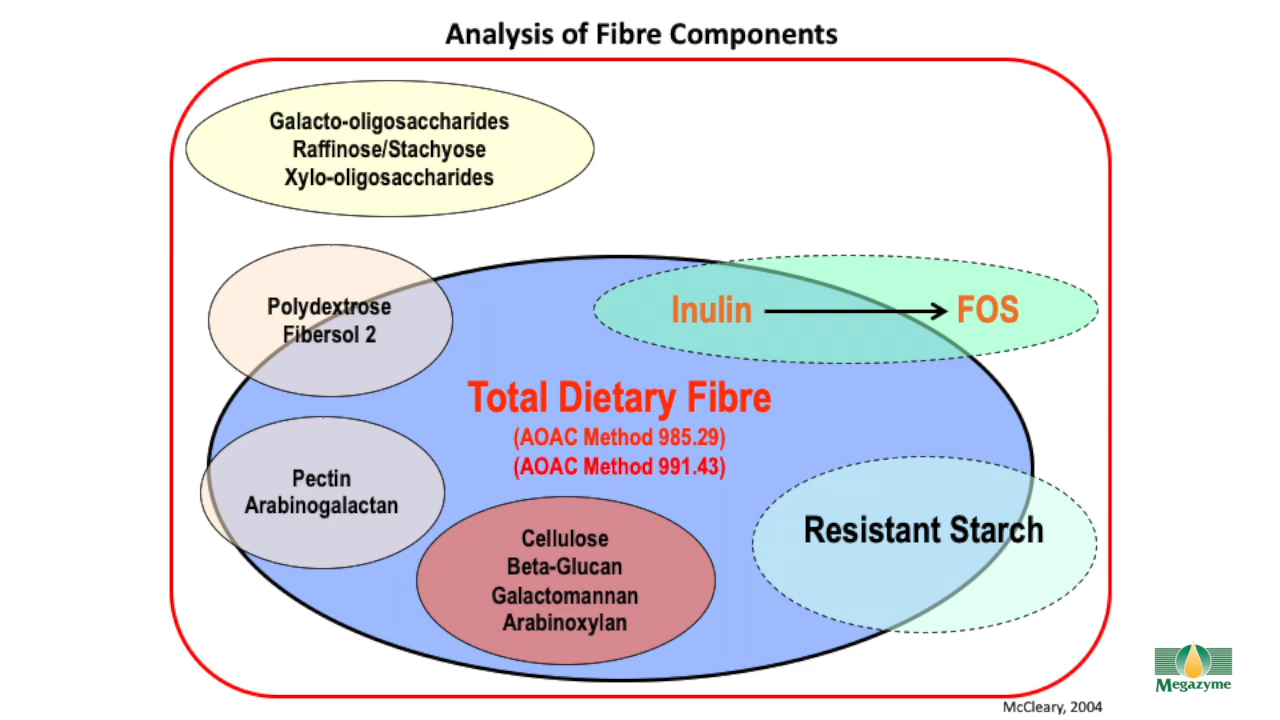 Analysis of Fibre Components
Galacto-oligosaccharides
Raffinose/Stachyose
Xylo-oligosaccharides
Polydextrose
Fibersol 2
Inulin
FOS
Total Dietary Fibre
(AOAC Method 985.29)
(AOAC Method 991.43)
Pectin
Arabinogalactan
Cellulose
Beta-Glucan
Galactomannan
Arabinoxylan
Resistant Starch
Megazyme
McCleary, 2004